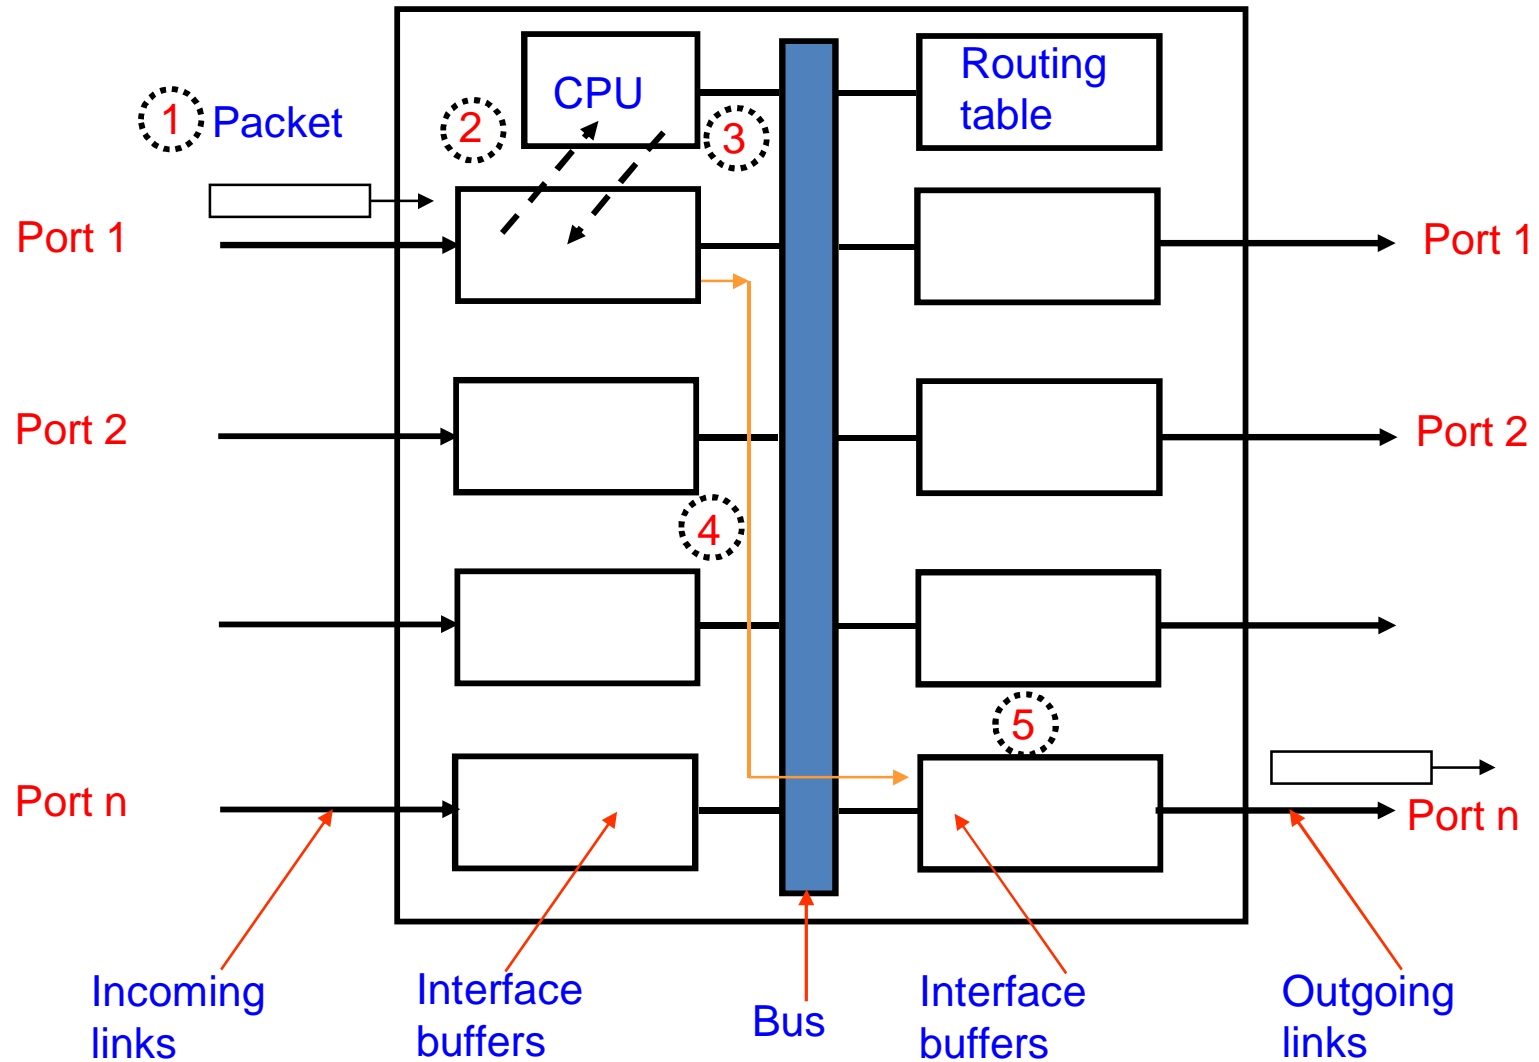 CPU
Routing
table
1 Packet
2
3
Port 1
Port 1
Port 2
Port 2
4
5
Port n
Port n
Incoming
links
Interface
buffers
Bus
Interface
buffers
Outgoing
links